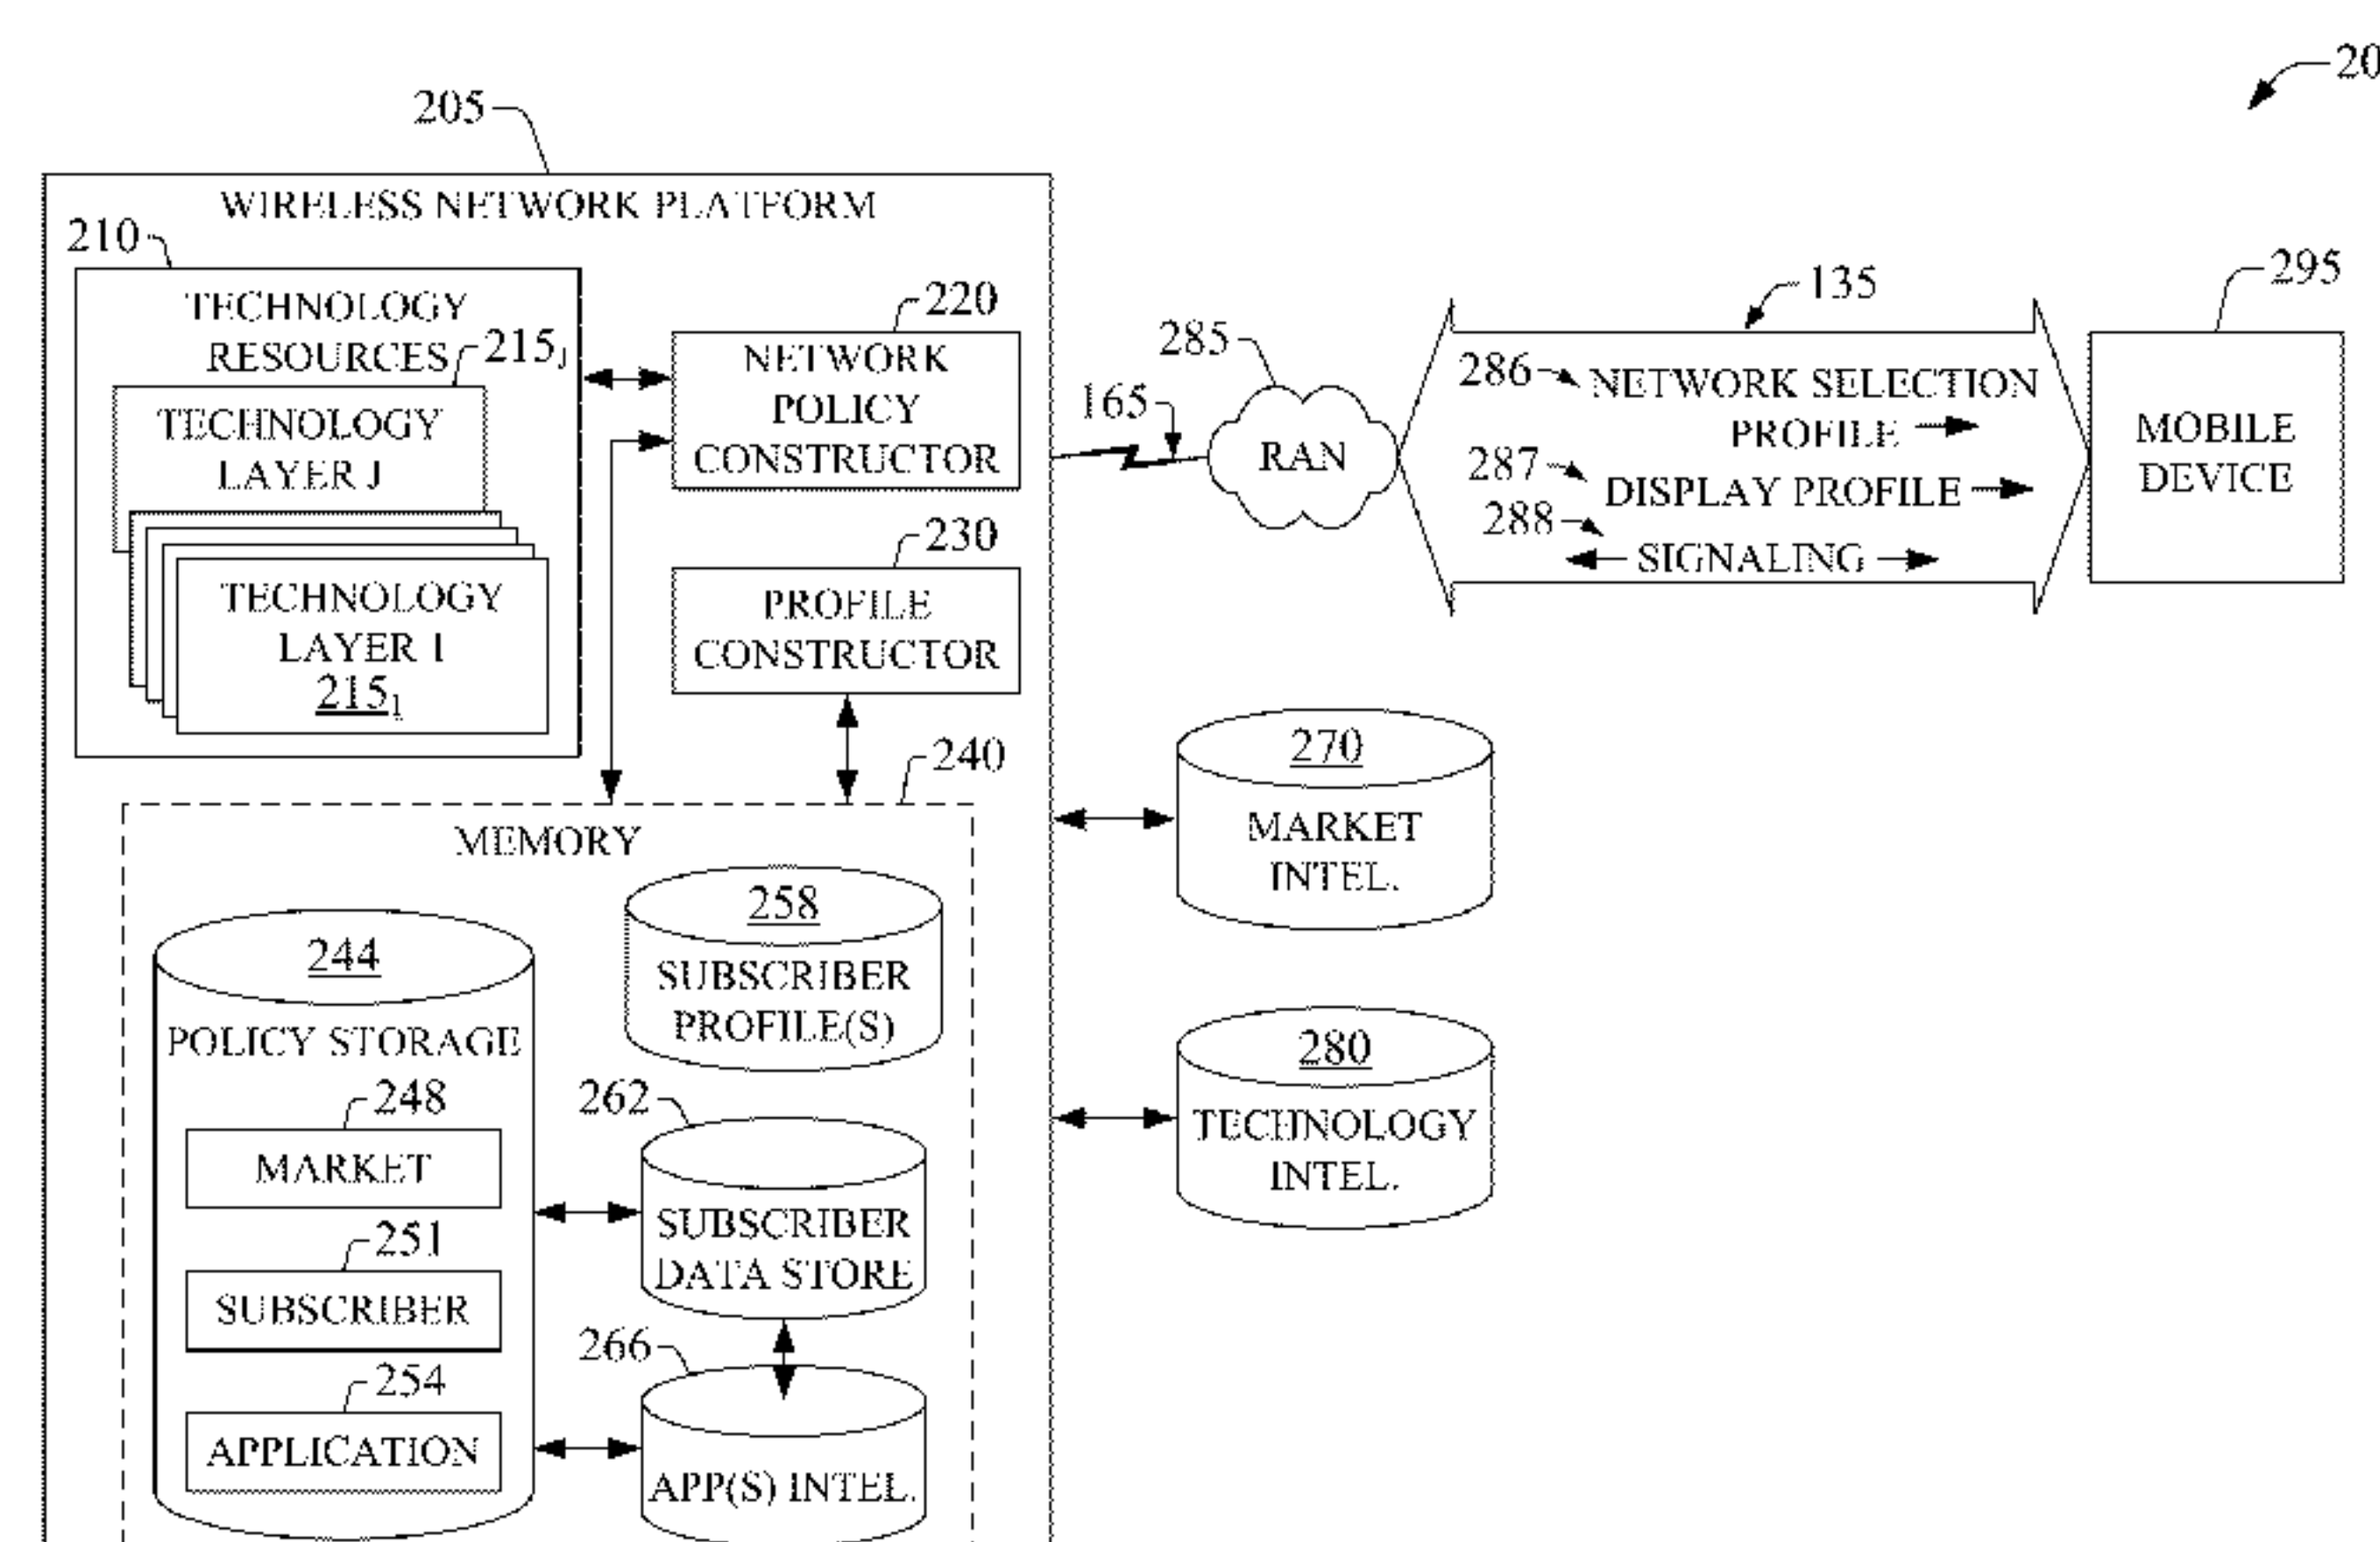 20
205
WIRELESS NETWORK PLATFORM
210
TECHNOLOGY
RESOURCES
215J
TECHNOLOGY
LAYER J
TECHNOLOGY
LAYER 1
2151
220
NETWORK
POLICY
CONSTRUCTOR
230
PROFILE
CONSTRUCTOR
240
MEMORY
244
POLICY STORAGE
248
MARKET
251
SUBSCRIBER
254
APPLICATION
258
SUBSCRIBER
PROFILE(S)
262
SUBSCRIBER
DATA STORE
266
APP(S) INTEL.
165
285
RAN
135
286
NETWORK SELECTION
PROFILE
287
DISPLAY PROFILE
288
SIGNALING
295
MOBILE
DEVICE
270
MARKET
INTEL.
280
TECHNOLOGY
INTEL.